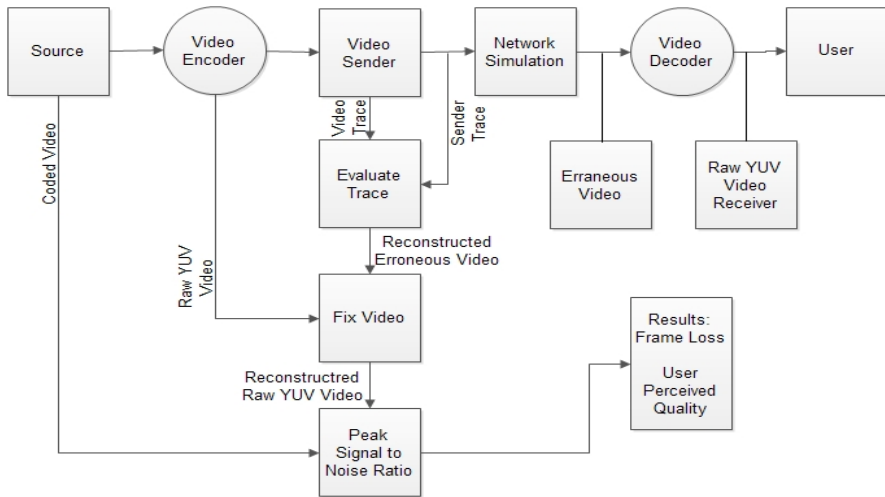 Source
Video
Encoder
Video
Sender
Network
Simulation
Video
Decoder
User
Video
Trace
Sender
Trace
Coded Video
Evaluate
Trace
Erraneous
Video
Raw YUV
Video
Receiver
Reconstructed
Erroneous Video
Raw YUV
Video
Fix Video
Results:
Frame Loss
User
Perceived
Quality
Reconstructred
Raw YUV Video
Peak
Signal to
Noise Ratio